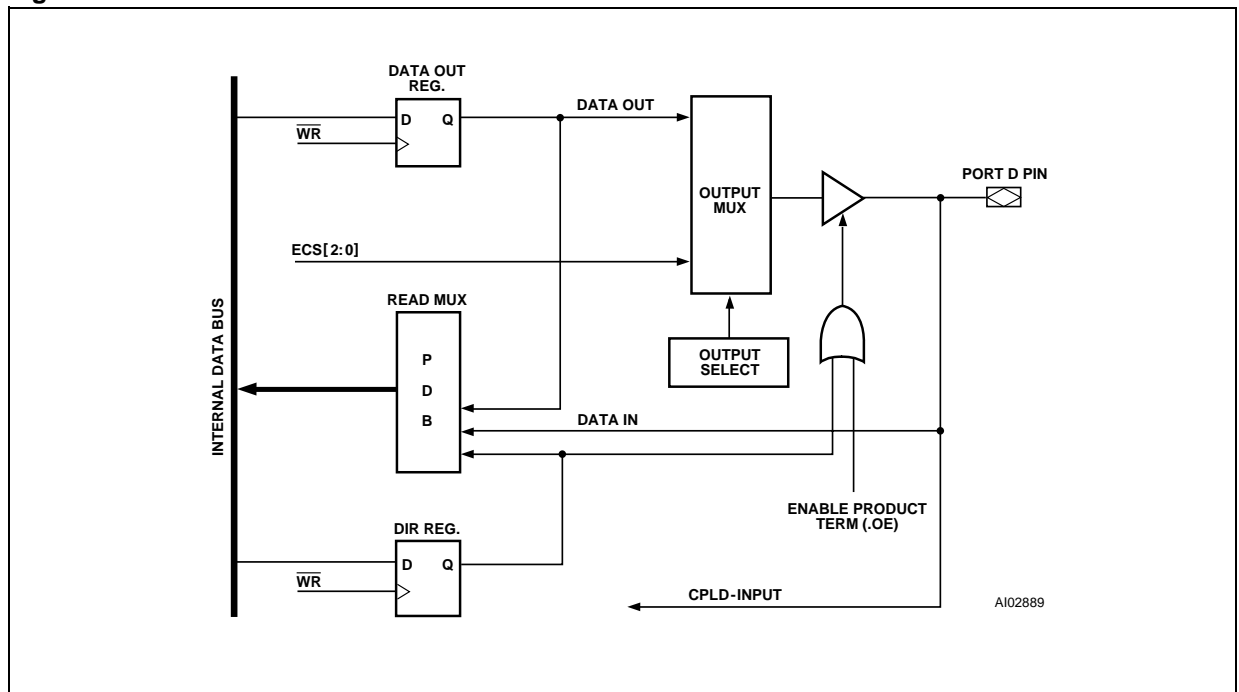 DATA OUT
REG.
D Q
WR
DATA OUT
OUTPUT
MUX
PORT D PIN
ECS[2:0]
READ MUX
P
D
B
OUTPUT
SELECT
INTERNAL DATA BUS
DATA IN
ENABLE PRODUCT
TERM (.OE)
DIR REG.
D Q
WR
CPLD-INPUT
AI02889